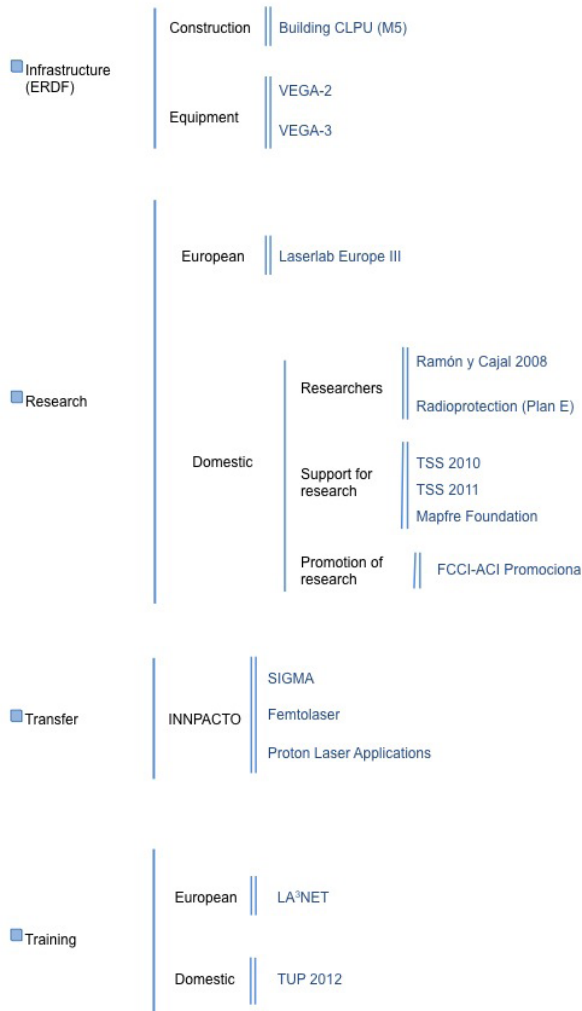 Construction
Building CLPU (M5)
Infrastructure
(ERDF)
VEGA-2
Equipment
VEGA-3
European
Laserlab Europe III
Research
Ramón y Cajal 2008
Researchers
Radioprotection (Plan E)
Domestic
Support for
research
TSS 2010
TSS 2011
Mapfre Foundation
Promotion of
research
FCCI-ACI Promociona
Transfer
INNPACTO
SIGMA
Femtolaser
Proton Laser Applications
Training
European
LA³NET
Domestic
TUP 2012